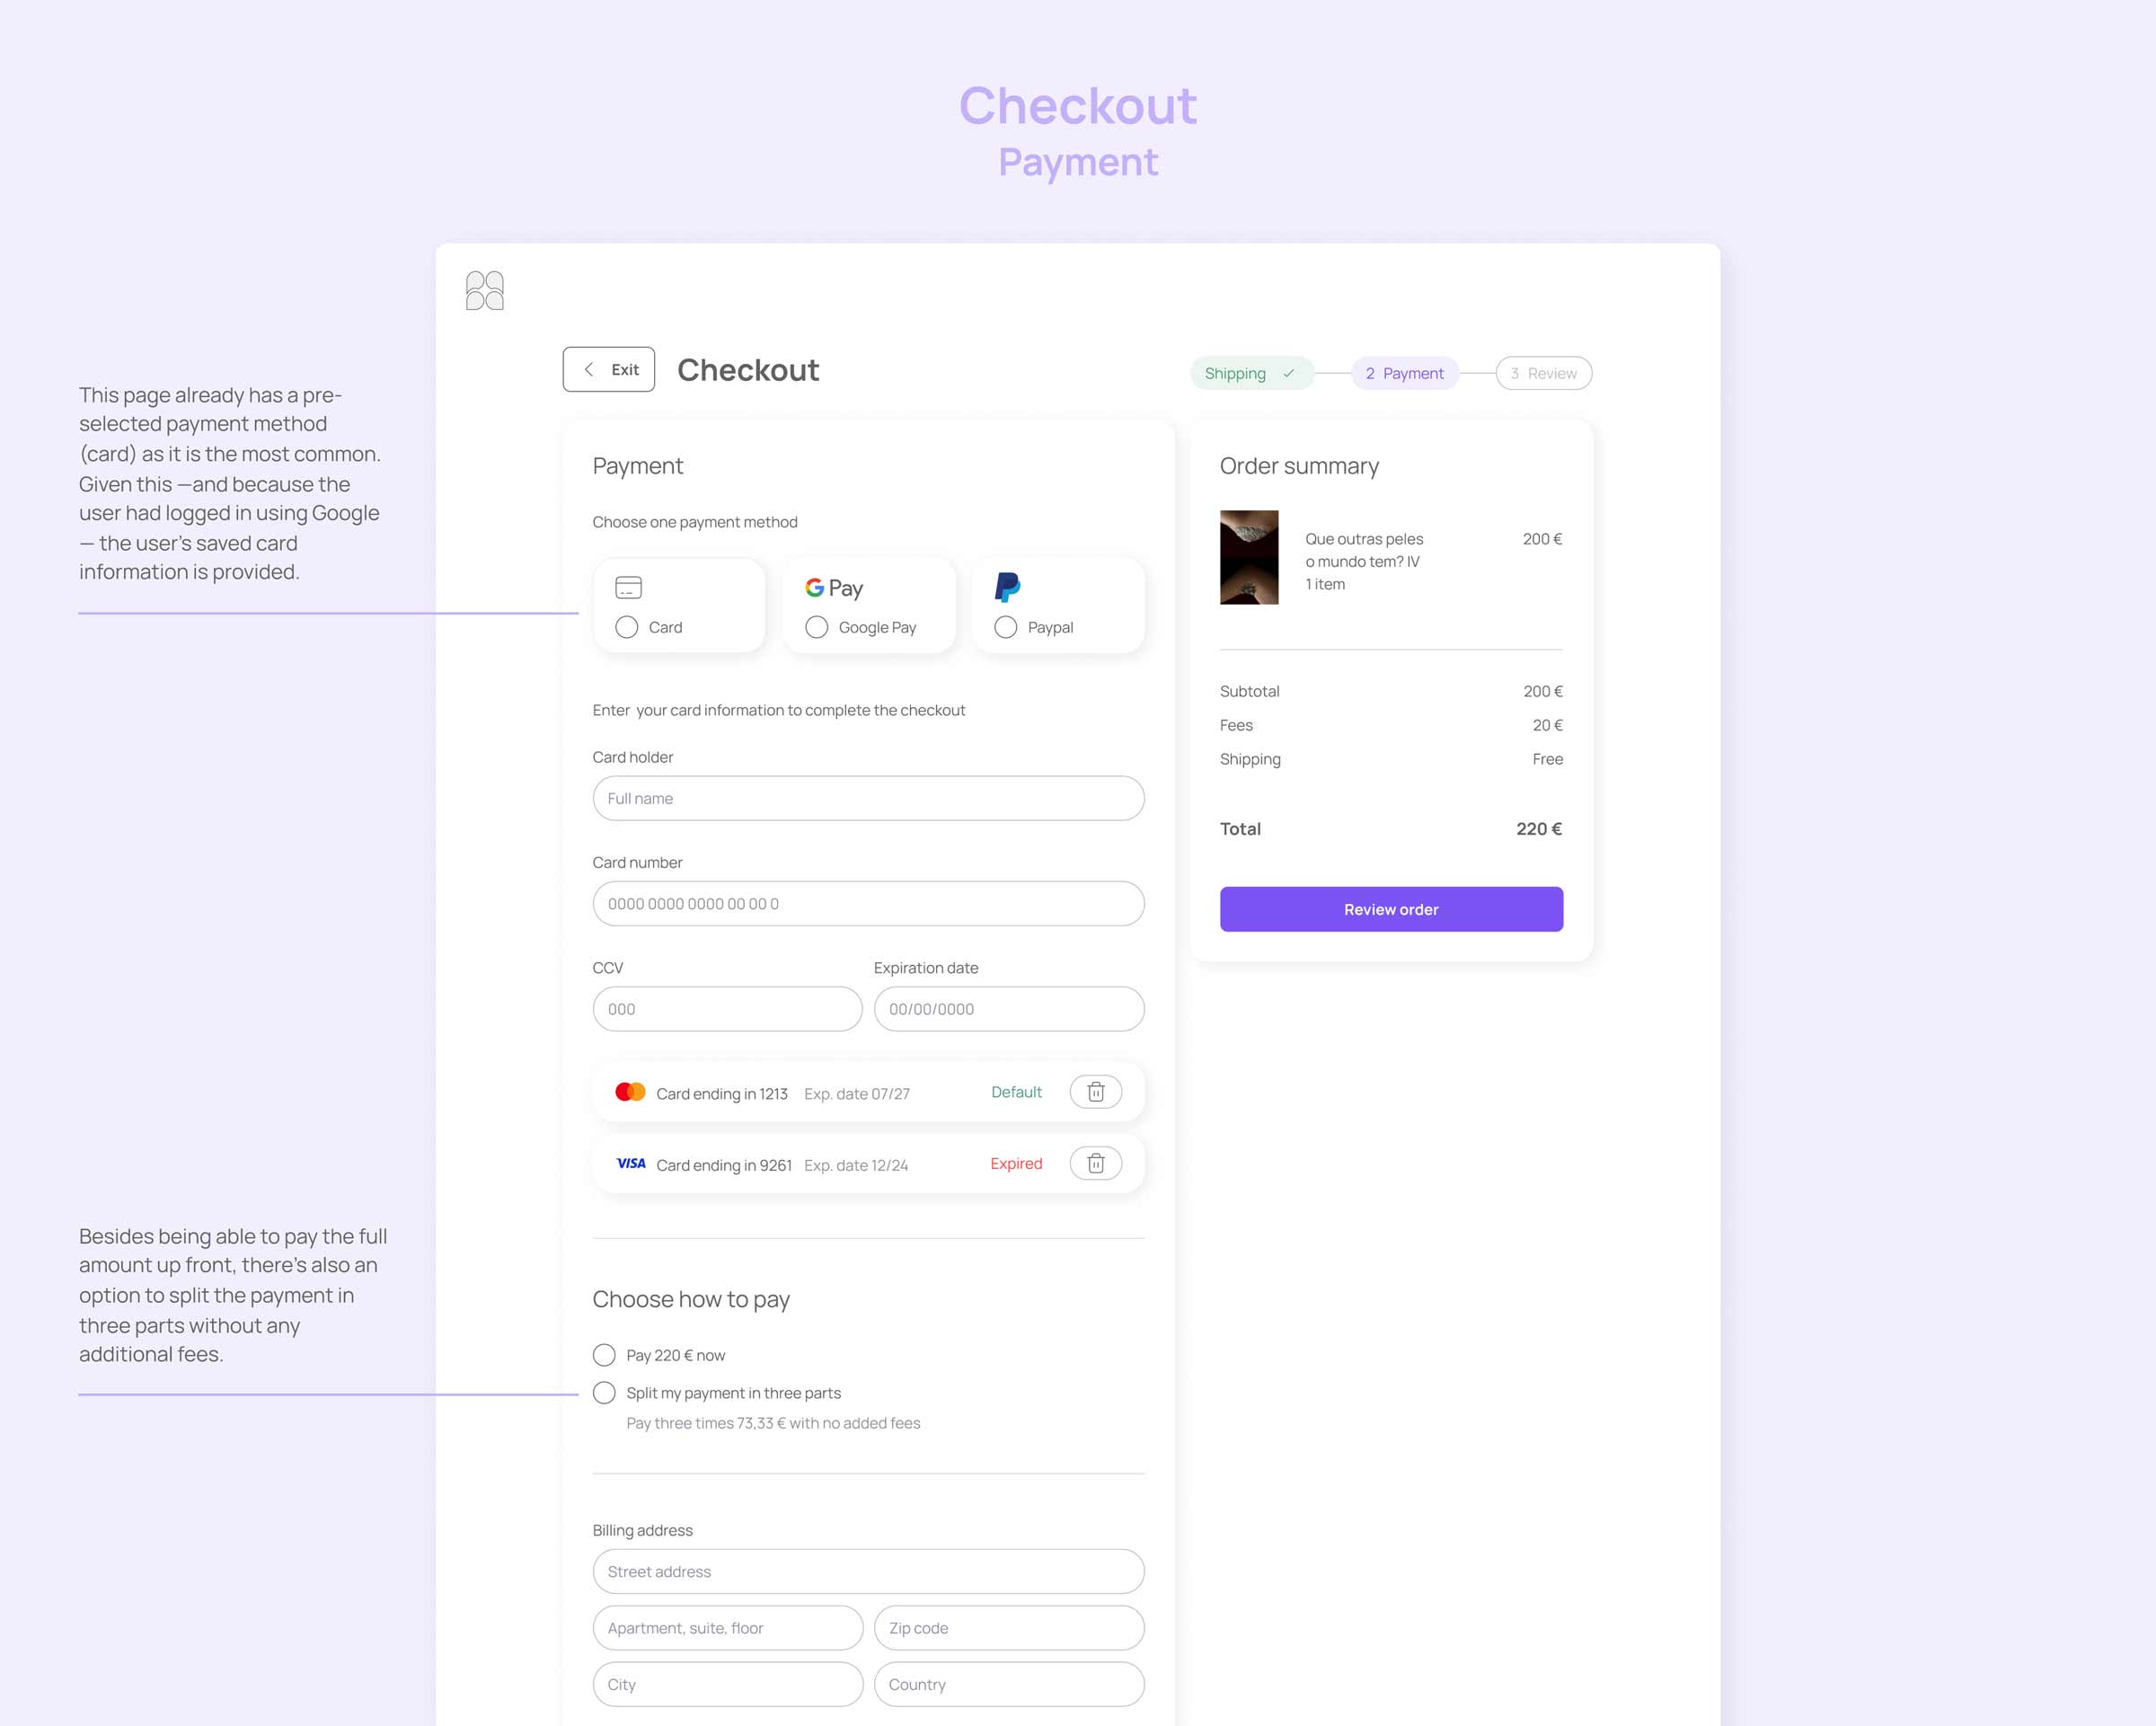 Checkout
Payment
This page already has a pre-
selected payment method
(card) as it is the most common.
Given this —and because the
user had logged in using Google
— the user's saved card
information is provided.
Besides being able to pay the full
amount up front, there's also an
option to split the payment in
three parts without any
additional fees.
Exit
Checkout
Shipping
2 Payment
3 Review
Payment
Choose one payment method
Card
G Pay
Google Pay
Paypal
Enter your card information to complete the checkout
Card holder
Full name
Card number
0000 0000 0000 00 00 0
CCV
Expiration date
000
00/00/0000
Card ending in 1213 Exp. date 07/27 Default
VISA Card ending in 9261 Exp. date 12/24 Expired
Choose how to pay
Pay 220 € now
Split my payment in three parts
Pay three times 73,33 € with no added fees
Billing address
Street address
Apartment, suite, floor
Zip code
City
Country
Order summary
Que outras peles 200 €
o mundo tem? IV
1 item
Subtotal 200 €
Fees 20 €
Shipping Free
Total 220 €
Review order